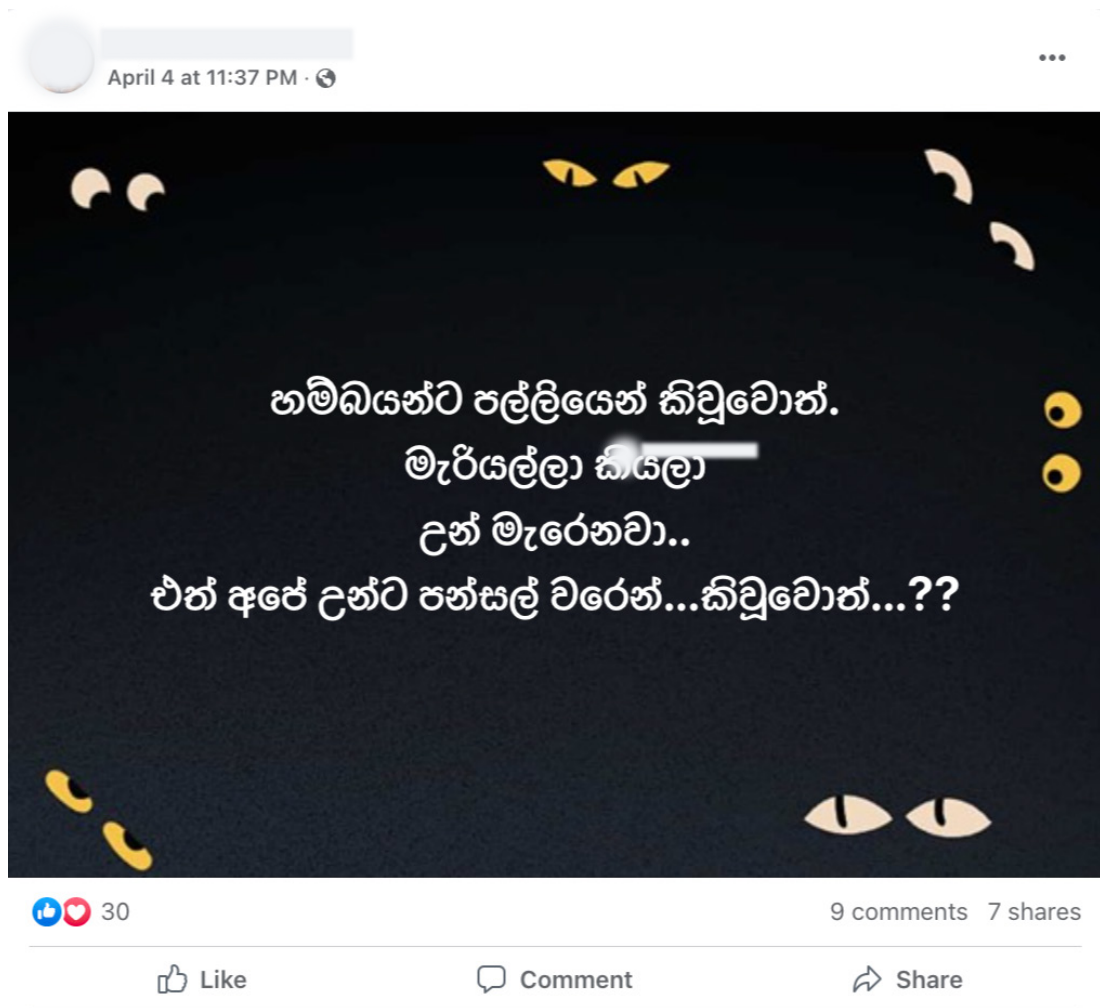 April 4 at 11:37 PM ·
හම්බයන්ට පල්ලියෙන් කිවූවොත්.
මැරියල්ලා කියලා
උන් මැරෙනවා..
එත් අපේ උන්ට පන්සල් වරෙන්...කිවූවොත්...??
30
9 comments 7 shares
Like Comment Share